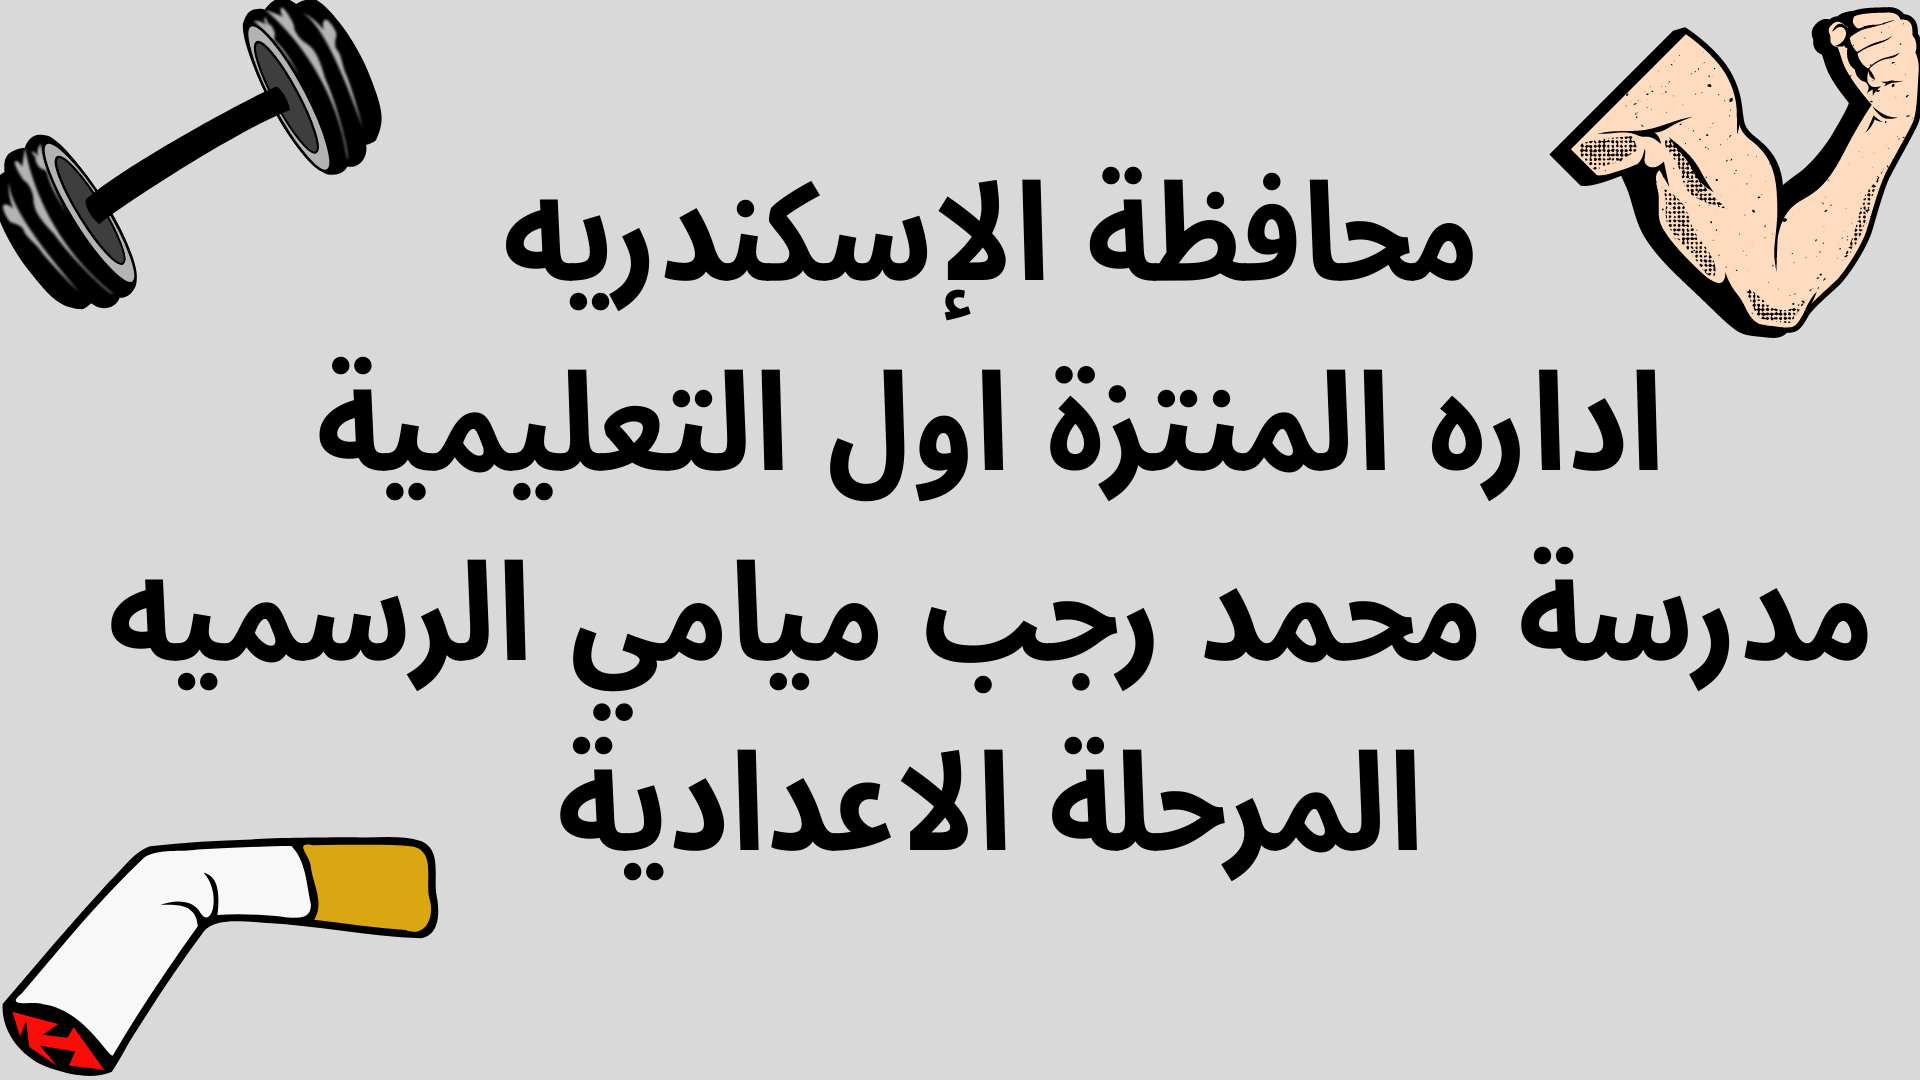 محافظة الإسكندريه
اداره المنتزة اول التعليمية
مدرسة محمد رجب ميامي الرسميه
المرحلة الاعدادية